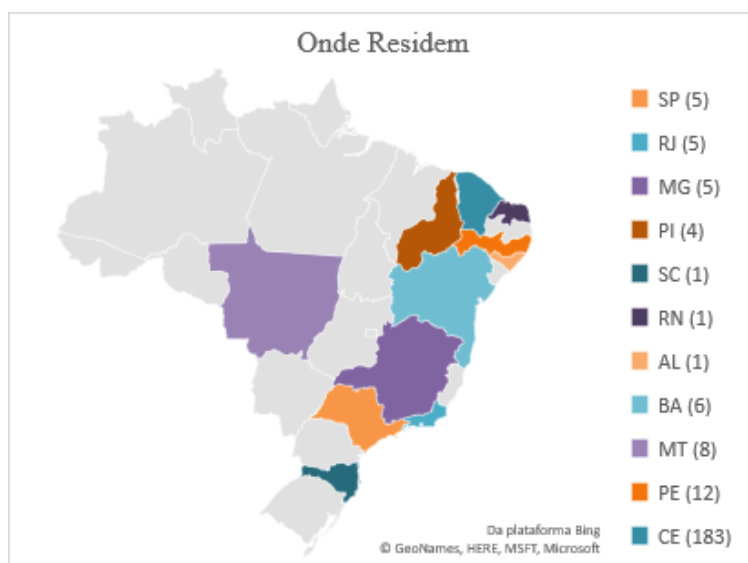 Onde Residem
SP (5)
RJ (5)
MG (5)
PI (4)
SC (1)
RN (1)
AL (1)
BA (6)
MT (8)
PE (12)
CE (183)
Da plataforma Bing
© GeoNames, HERE, MSFT, Microsoft